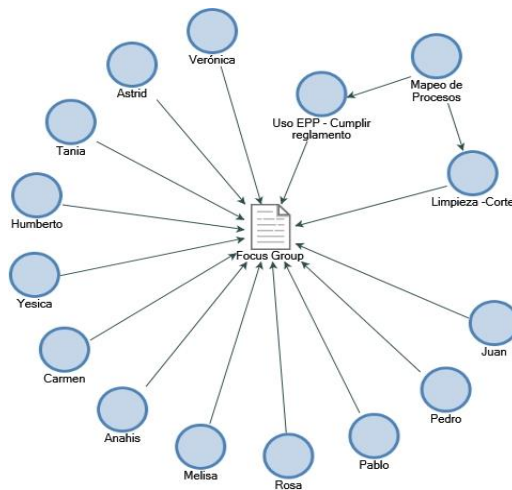 Verónica
Astrid
Mapeo de
Procesos
Uso EPP - Cumplir
reglamento
Tania
Limpieza -Corte
Humberto
Focus Group
Yesica
Juan
Carmen
Pedro
Anahis
Pablo
Melisa
Rosa